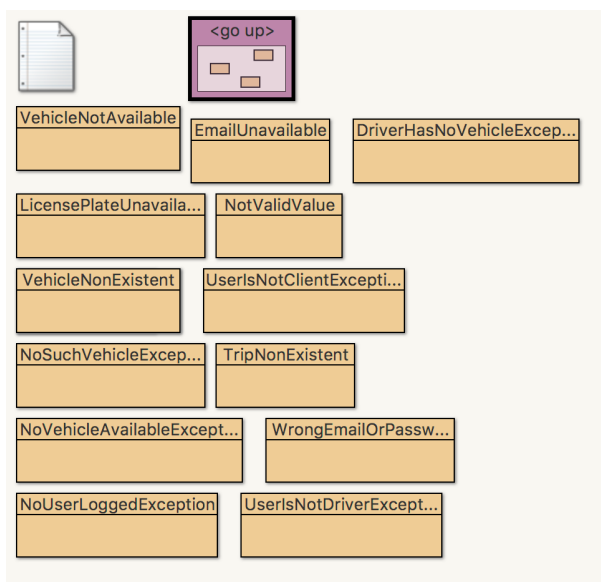 <go up>
VehicleNotAvailable
EmailUnavailable
DriverHasNoVehicleExcep...
LicensePlateUnavaila...
NotValidValue
VehicleNonExistent
UserIsNotClientExcepti...
NoSuchVehicleExcep...
TripNonExistent
NoVehicleAvailableExcept...
WrongEmailOrPassw...
NoUserLoggedException
UserIsNotDriverExcept...